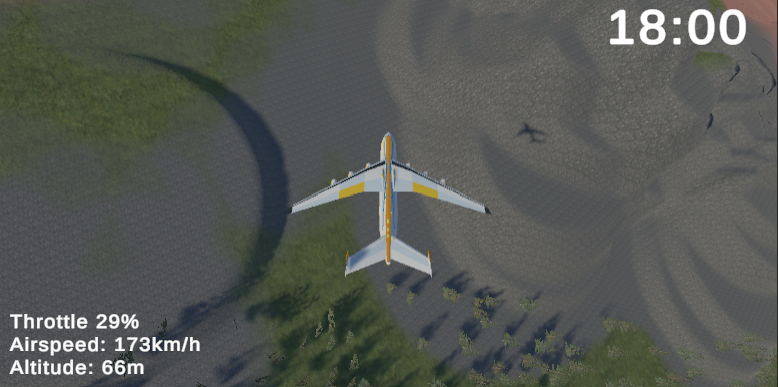 18:00
Throttle 29%
Airspeed: 173km/h
Altitude: 66m